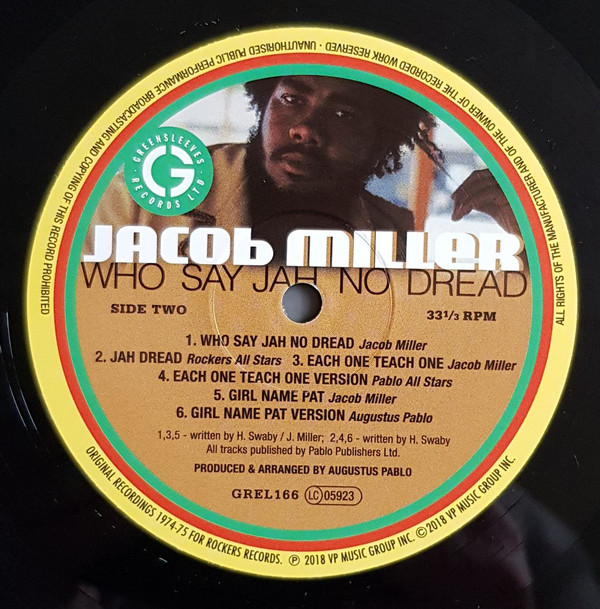 UNAUTHORISED PUBLIC PERFORMANCE BROADCASTING AND COPYING OF THIS RECORD PROHIBITED
ALL RIGHTS OF THE MANUFACTURER AND OF THE OWNER OF THE RECORDED WORK RESERVED ·
· GREENSLEEVES ·
G
RECORDS LTD
JACOb MILLER
WHO SAY JAH NO DREAD
SIDE TWO
33 1/3 RPM
1. WHO SAY JAH NO DREAD Jacob Miller
2. JAH DREAD Rockers All Stars 3. EACH ONE TEACH ONE Jacob Miller
4. EACH ONE TEACH ONE VERSION Pablo All Stars
5. GIRL NAME PAT Jacob Miller
6. GIRL NAME PAT VERSION Augustus Pablo
1,3,5 - written by H. Swaby / J. Miller; 2,4,6 - written by H. Swaby
All tracks published by Pablo Publishers Ltd.
PRODUCED & ARRANGED BY AUGUSTUS PABLO
GREL166 LC 05923
ORIGINAL RECORDINGS 1974-75 FOR ROCKERS RECORDS. ℗ 2018 VP MUSIC GROUP INC. ©2018 VP MUSIC GROUP INC.